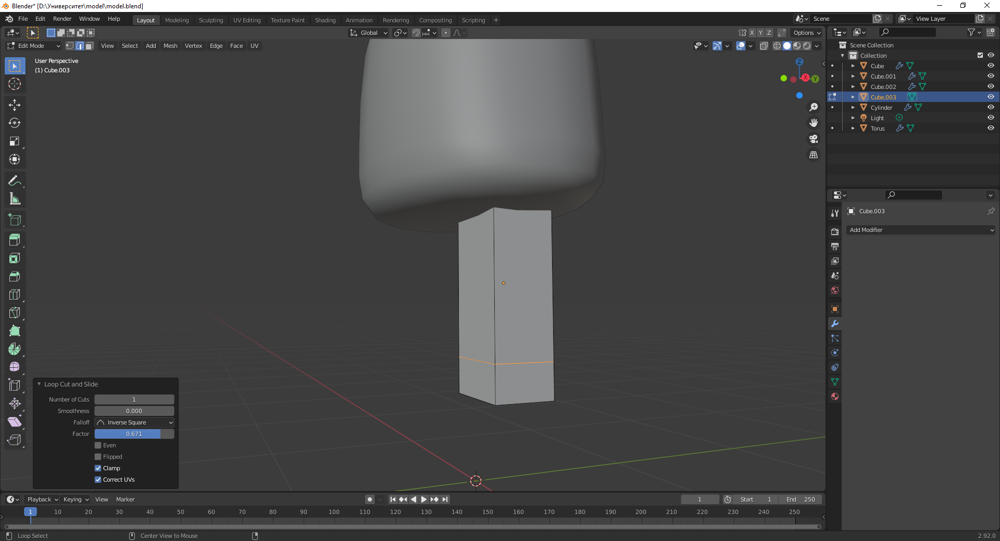 Blender* [D:\Университет\model\model.blend]
File Edit Render Window Help Layout Modeling Sculpting UV Editing Texture Paint Shading Animation Rendering Compositing Scripting + Scene View Layer
Global X Y Z Options
Edit Mode View Select Add Mesh Vertex Edge Face UV
User Perspective
(1) Cube.003
Z
X
Y
Scene Collection
Collection
Cube
Cube.001
Cube.002
Cube.003
Cylinder
Light
Torus
Cube.003
Add Modifier
Loop Cut and Slide
Number of Cuts 1
Smoothness 0.000
Falloff Inverse Square
Factor 0.671
Even
Flipped
Clamp
Correct UVs
Playback Keying View Marker 1 Start 1 End 250
1 10 20 30 40 50 60 70 80 90 100 110 120 130 140 150 160 170 180 190 200 210 220 230 240 250
Loop Select Center View to Mouse 2.92.0